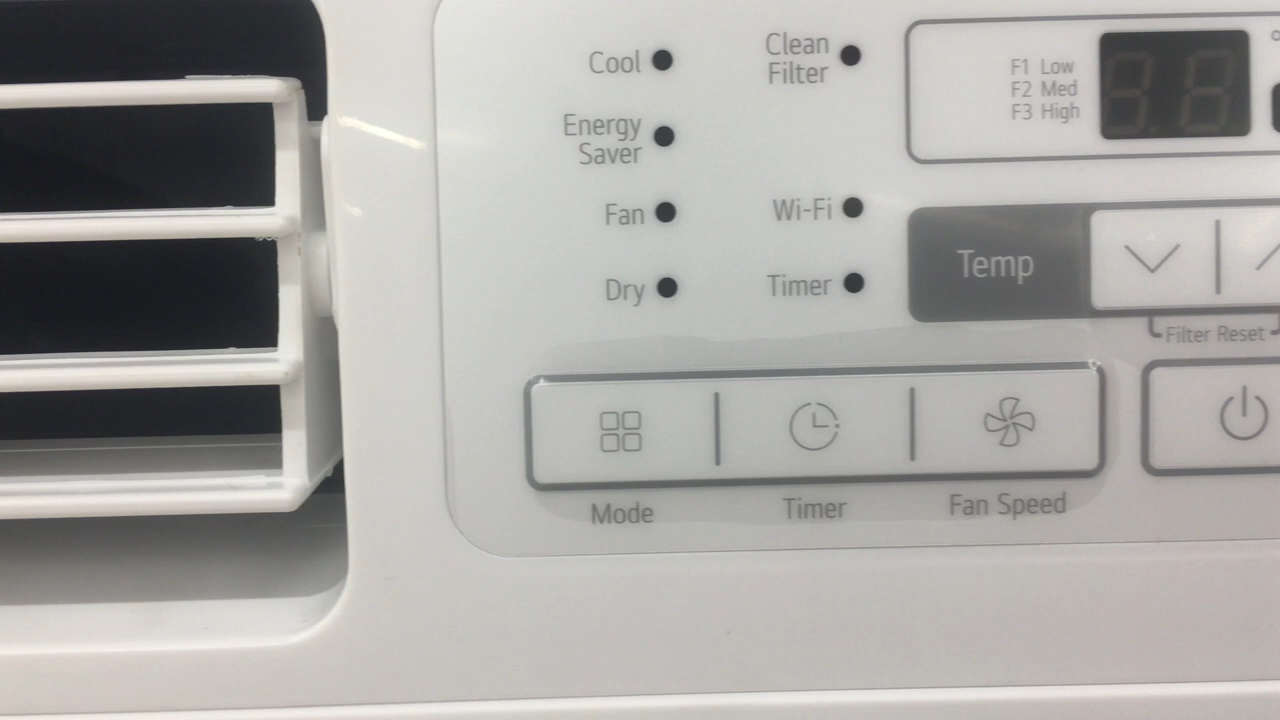 Cool
Clean
Filter
Energy
Saver
Fan
Wi-Fi
Dry
Timer
F1 Low
F2 Med
F3 High
Temp
Filter Reset
Mode
Timer
Fan Speed